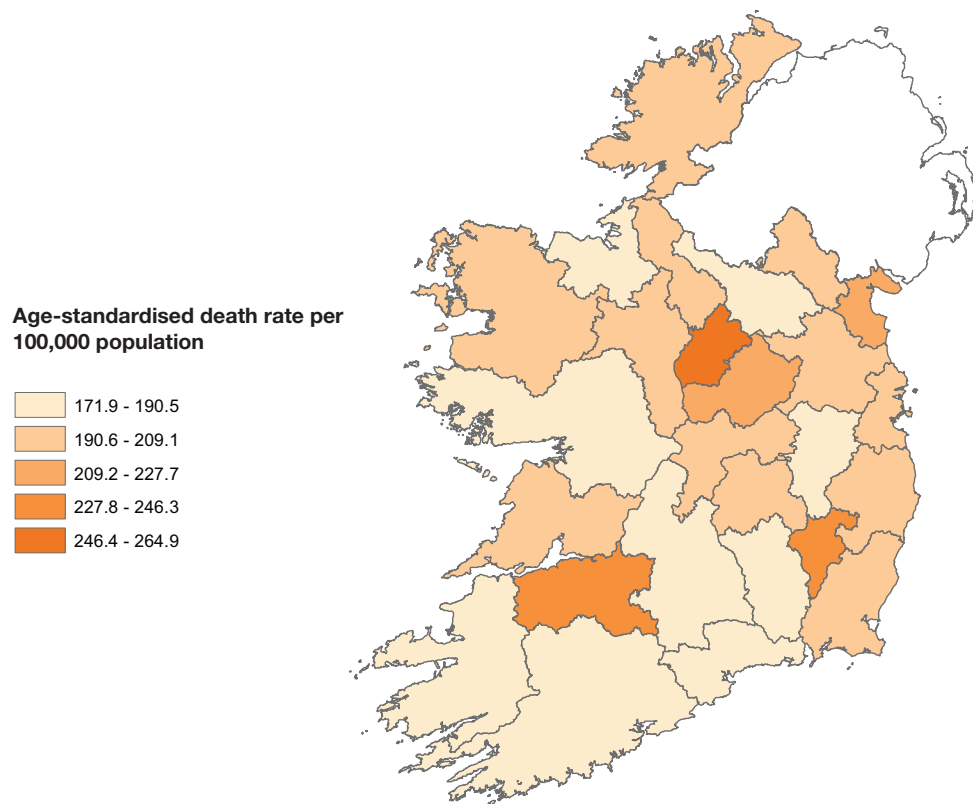 Age-standardised death rate per
100,000 population
171.9 - 190.5
190.6 - 209.1
209.2 - 227.7
227.8 - 246.3
246.4 - 264.9